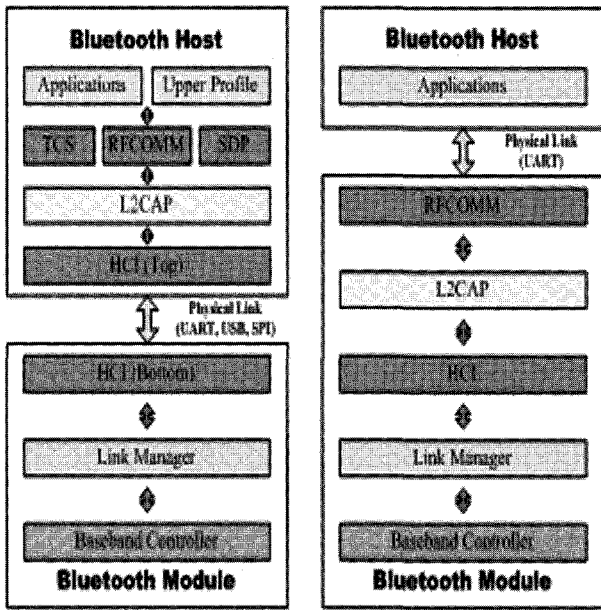 Bluetooth Host
Applications
Upper Profile
TCS
RFCOMM
SDP
L2CAP
HCI (Top)
Physical Link
(UART, USB, SPI)
HCI (Bottom)
Link Manager
Baseband Controller
Bluetooth Module
Bluetooth Host
Applications
Physical Link
(UART)
RFCOMM
L2CAP
HCI
Link Manager
Baseband Controller
Bluetooth Module